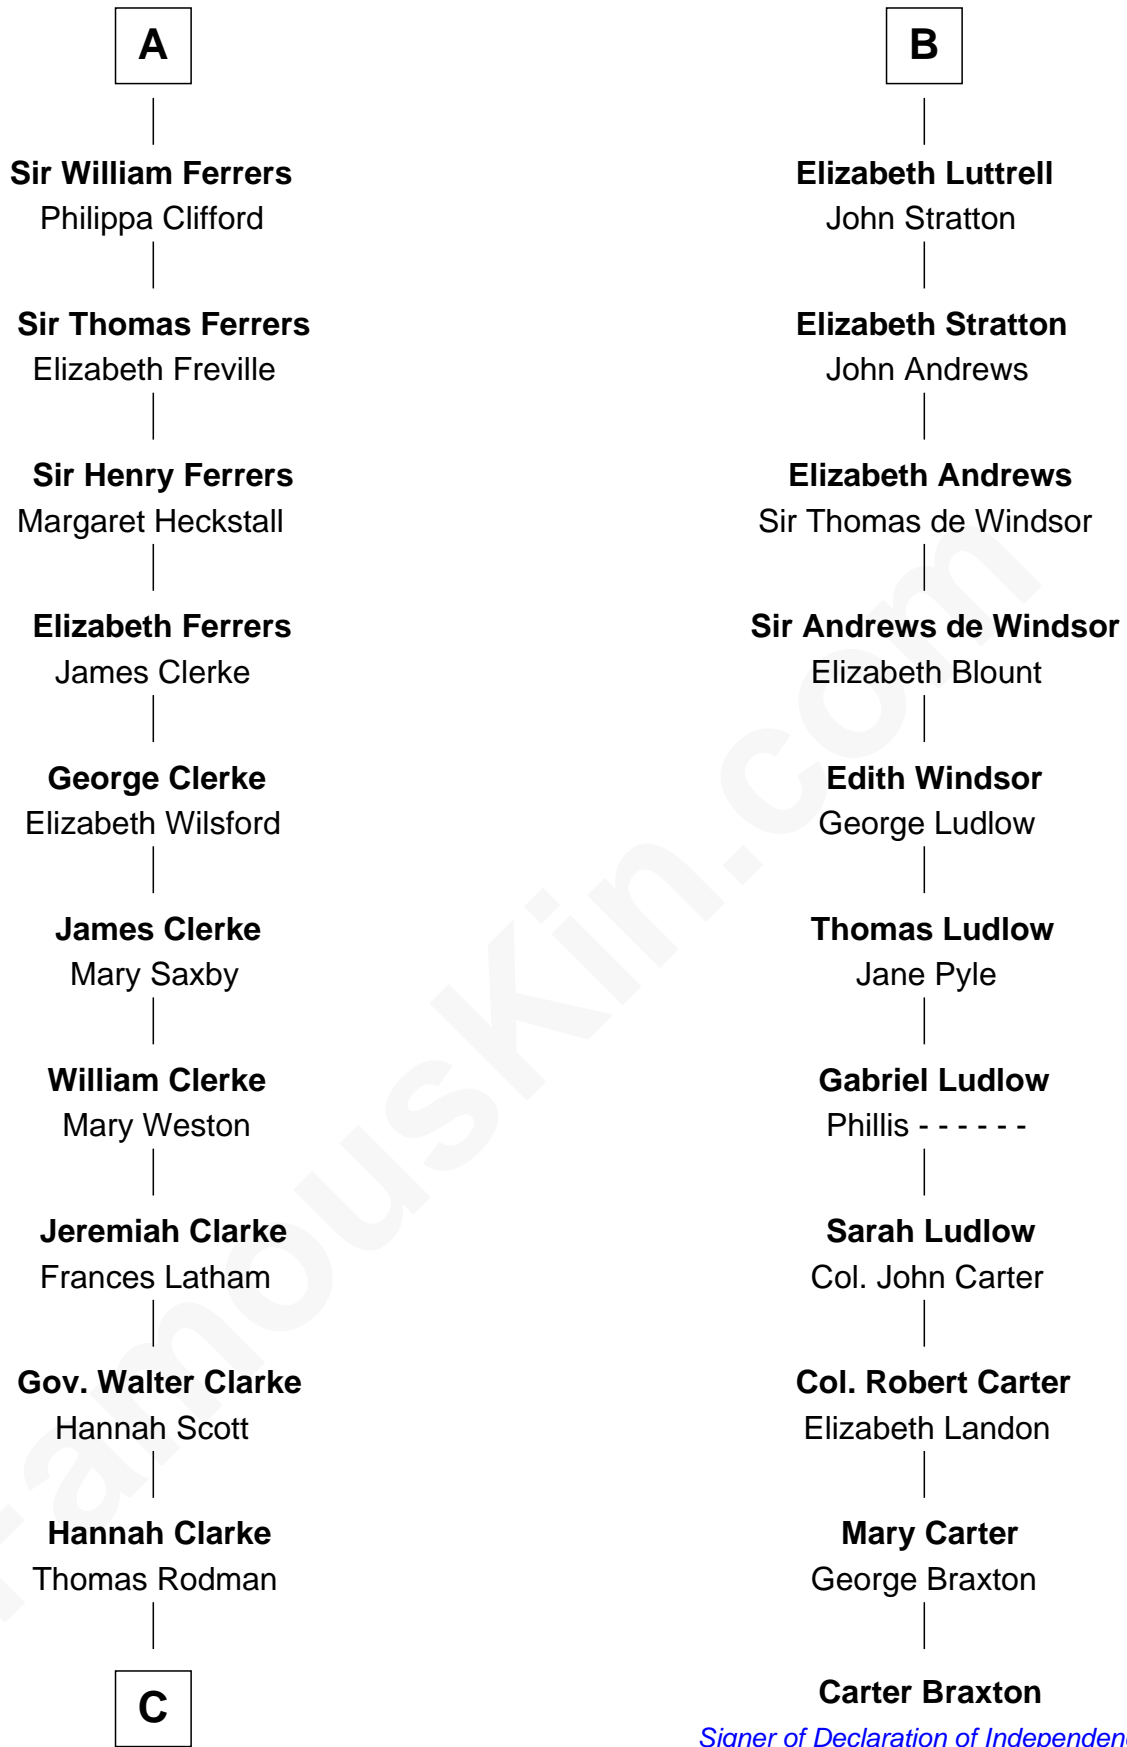 A
Sir William Ferrers
Philippa Clifford
Sir Thomas Ferrers
Elizabeth Freville
Sir Henry Ferrers
Margaret Heckstall
Elizabeth Ferrers
James Clerke
George Clerke
Elizabeth Wilsford
James Clerke
Mary Saxby
William Clerke
Mary Weston
Jeremiah Clarke
Frances Latham
Gov. Walter Clarke
Hannah Scott
Hannah Clarke
Thomas Rodman
C
B
Elizabeth Luttrell
John Stratton
Elizabeth Stratton
John Andrews
Elizabeth Andrews
Sir Thomas de Windsor
Sir Andrews de Windsor
Elizabeth Blount
Edith Windsor
George Ludlow
Thomas Ludlow
Jane Pyle
Gabriel Ludlow
Phillis - - - - - -
Sarah Ludlow
Col. John Carter
Col. Robert Carter
Elizabeth Landon
Mary Carter
George Braxton
Carter Braxton
Signer of Declaration of Independenc
FamousKin.com